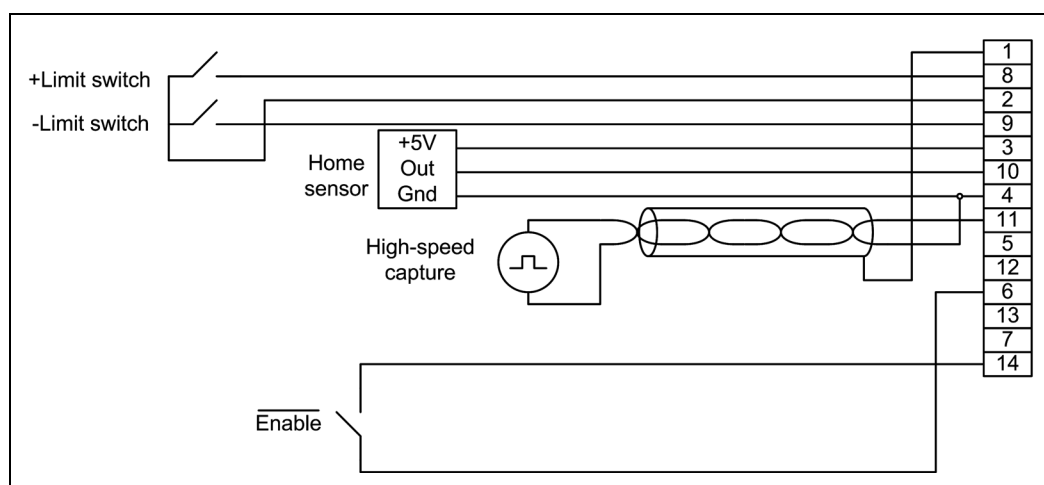 +Limit switch
-Limit switch
Home
sensor
+5V
Out
Gnd
High-speed
capture
Enable
1
8
2
9
3
10
4
11
5
12
6
13
7
14